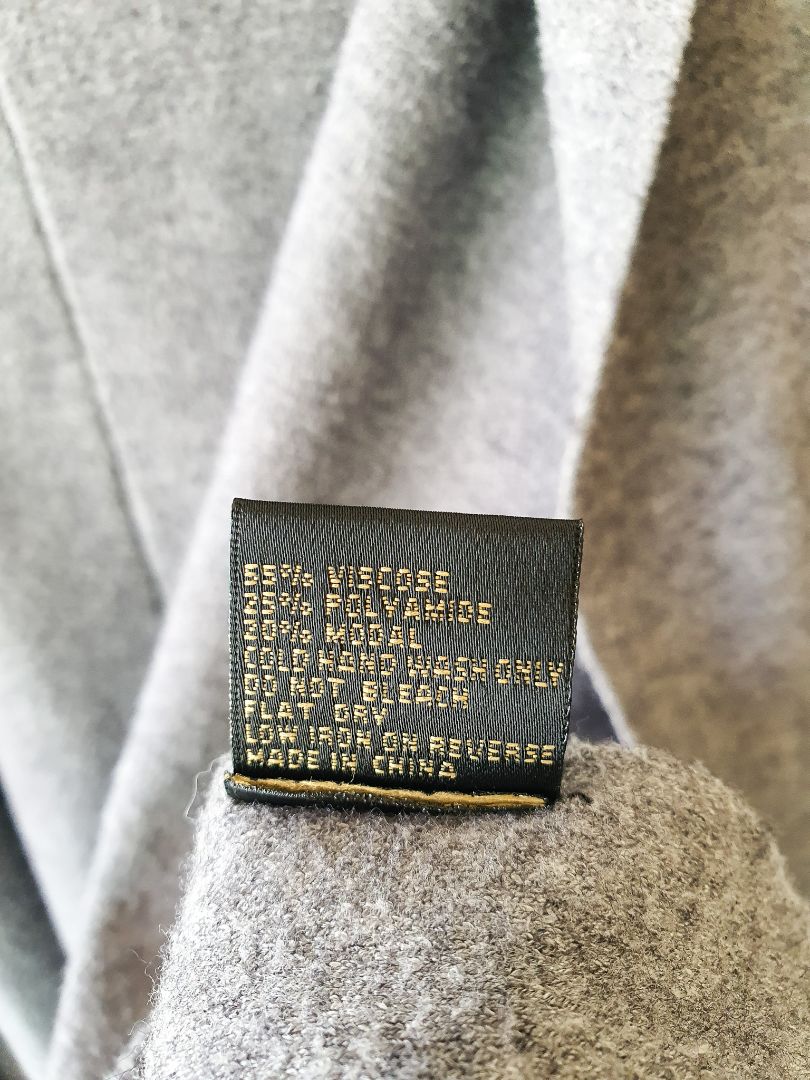 55% VISCOSE
25% POLYAMIDE
20% MODAL
COLD HAND WASH ONLY
DO NOT BLEACH
FLAT DRY
LOW IRON ON REVERSE
MADE IN CHINA